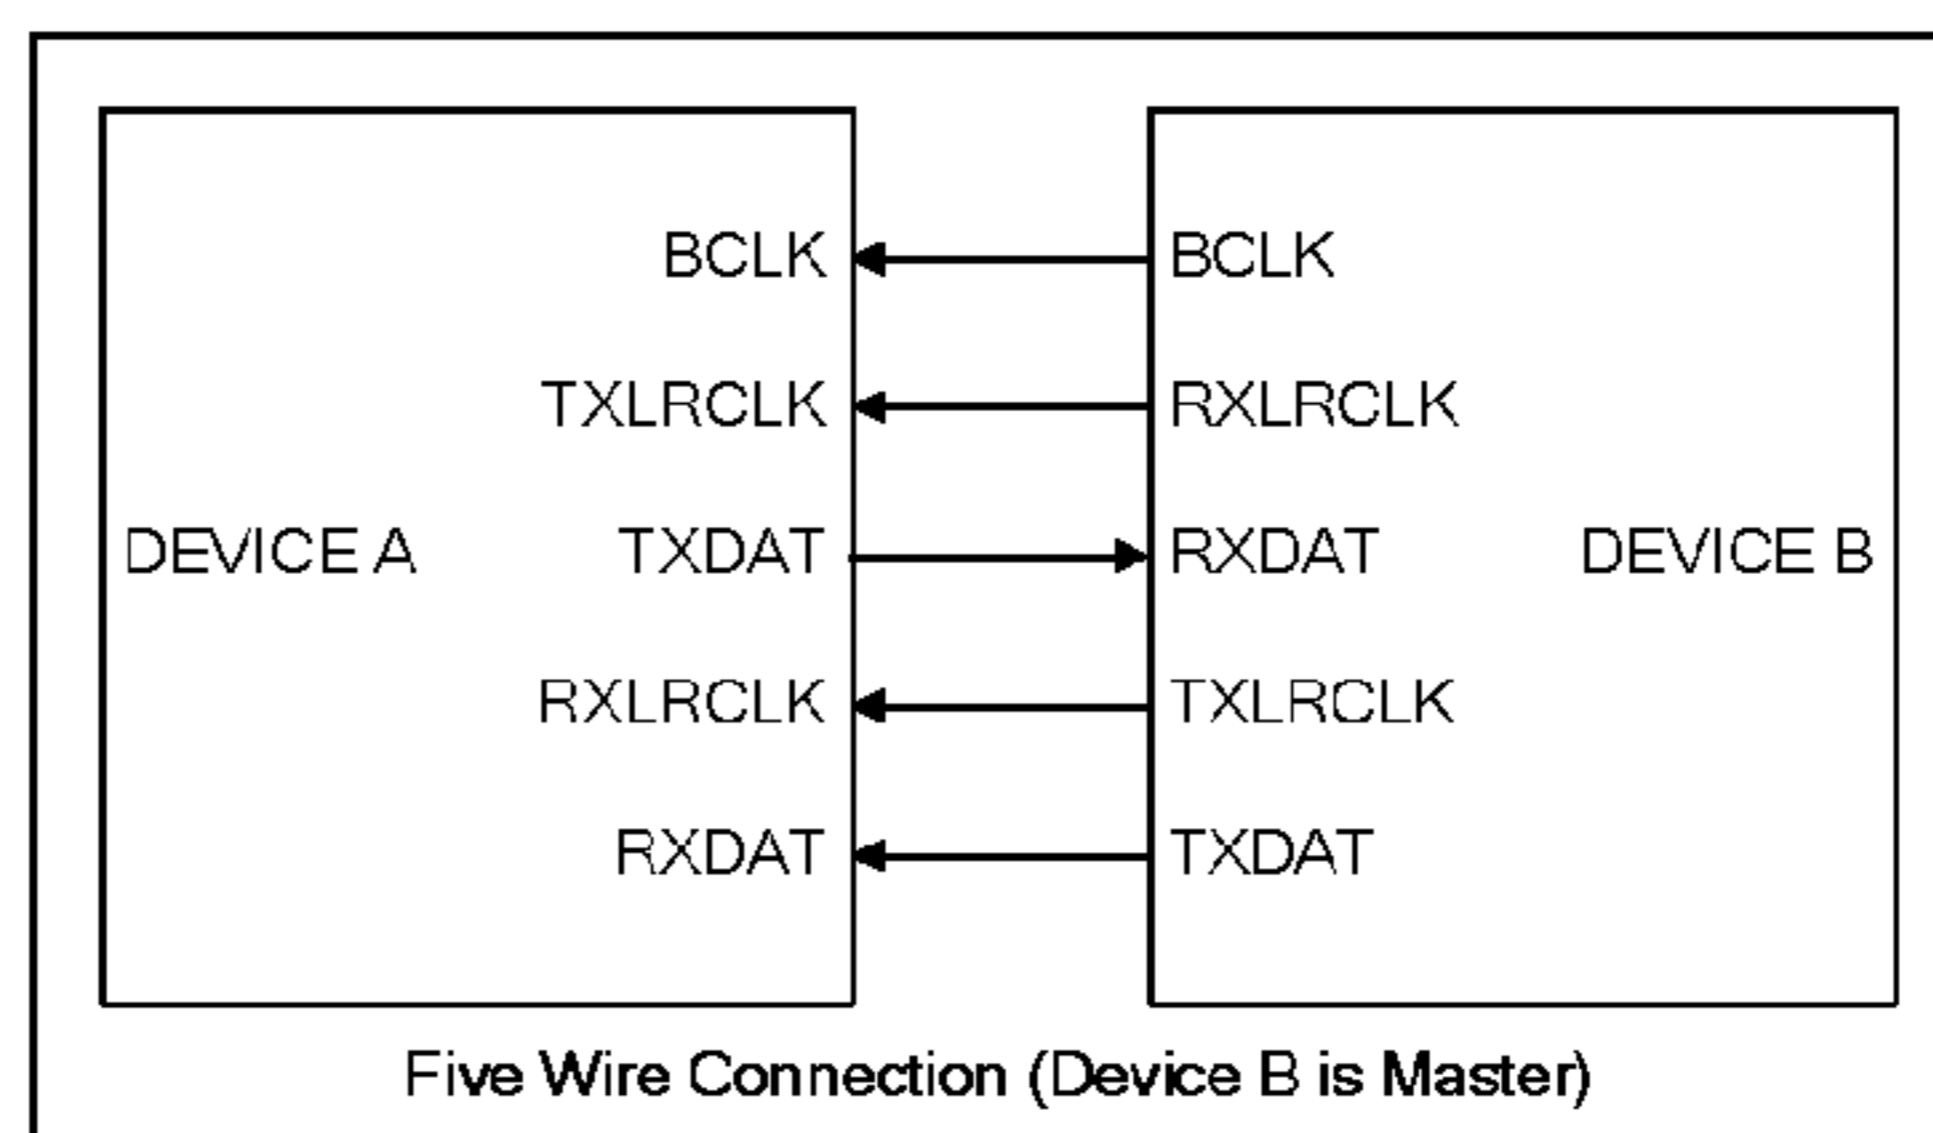 BCLK BCLK
TXLRCLK RXLRCLK
DEVICE A TXDAT RXDAT DEVICE B
RXLRCLK TXLRCLK
RXDAT TXDAT
Five Wire Connection (Device B is Master)